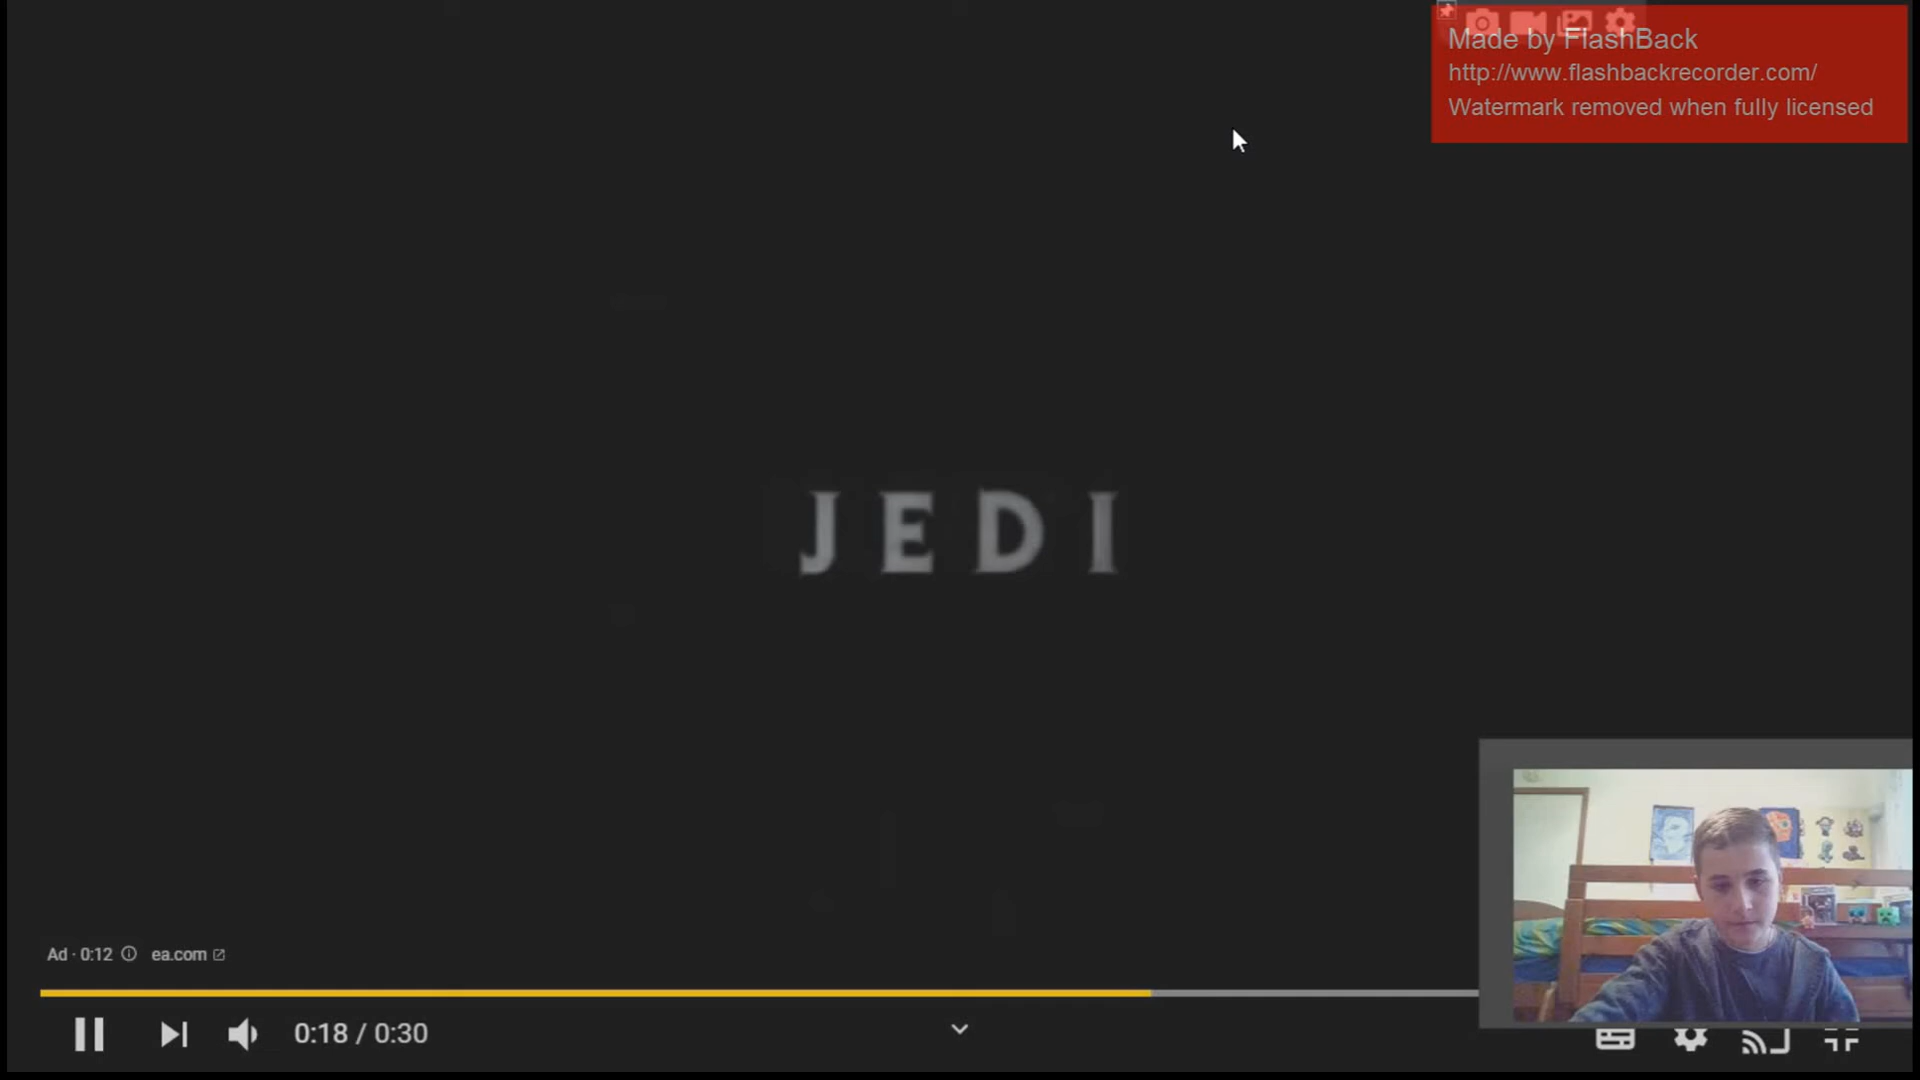 Made by FlashBack
http://www.flashbackrecorder.com/
Watermark removed when fully licensed
JEDI
Ad · 0:12 ea.com
0:18 / 0:30